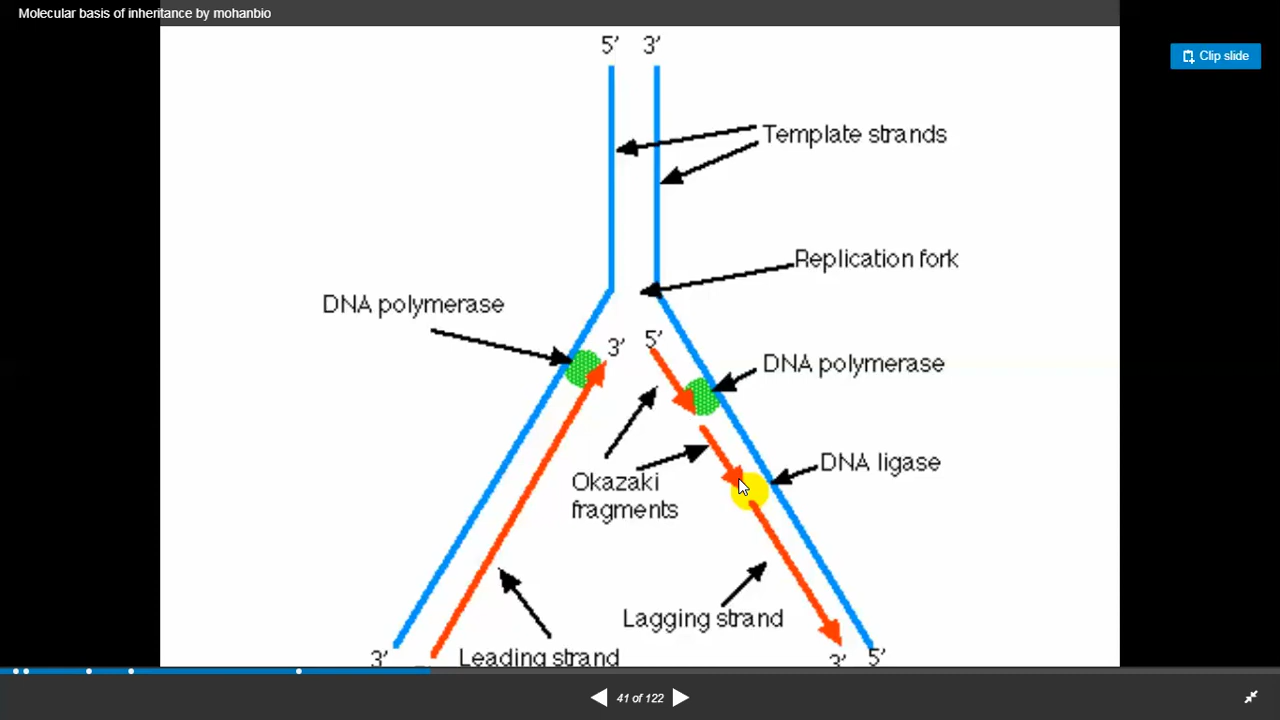 Molecular basis of inheritance by mohanbio
Clip slide
5’ 3’
Template strands
Replication fork
DNA polymerase
3’ 5’
DNA polymerase
DNA ligase
Okazaki
fragments
Lagging strand
3’ Leading strand 3’ 5’
41 of 122